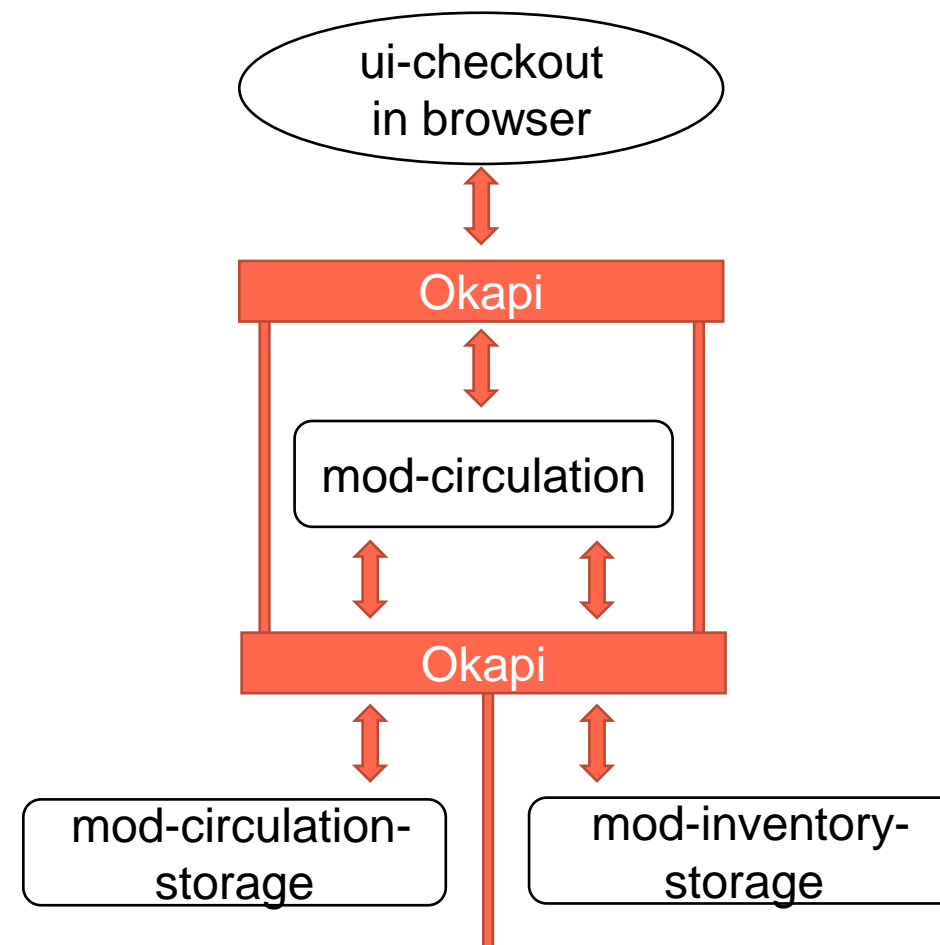 ui-checkout
in browser
Okapi
mod-circulation
Okapi
mod-circulation-
storage
mod-inventory-
storage